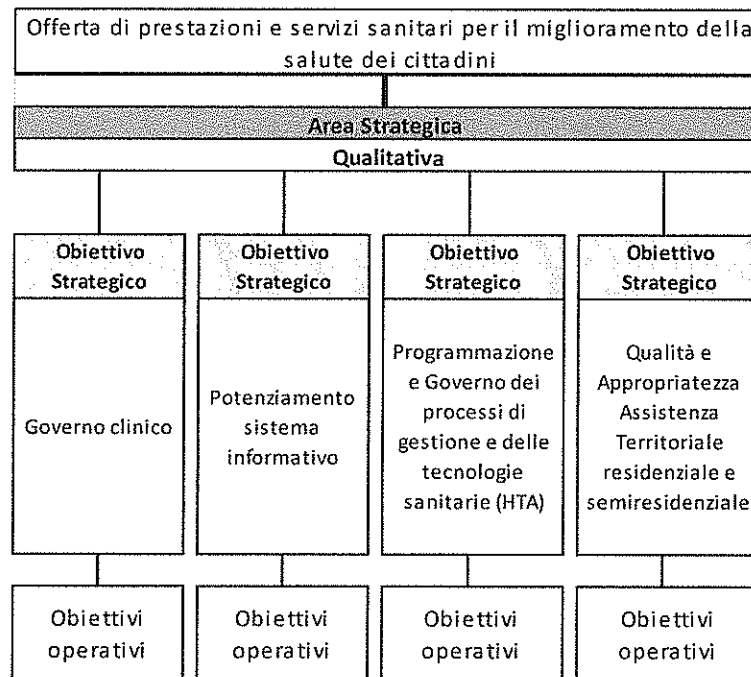 Offerta di prestazioni e servizi sanitari per il miglioramento della
salute dei cittadini
Area Strategica
Qualitativa
Obiettivo
Strategico
Governo clinico
Obiettivi
operativi
Obiettivo
Strategico
Potenziamento
sistema
informativo
Obiettivi
operativi
Obiettivo
Strategico
Programmazione
e Governo dei
processi di
gestione e delle
tecnologie
sanitarie (HTA)
Obiettivi
operativi
Obiettivo
Strategico
Qualità e
Appropriatezza
Assistenza
Territoriale
residenziale e
semiresidenziale
Obiettivi
operativi